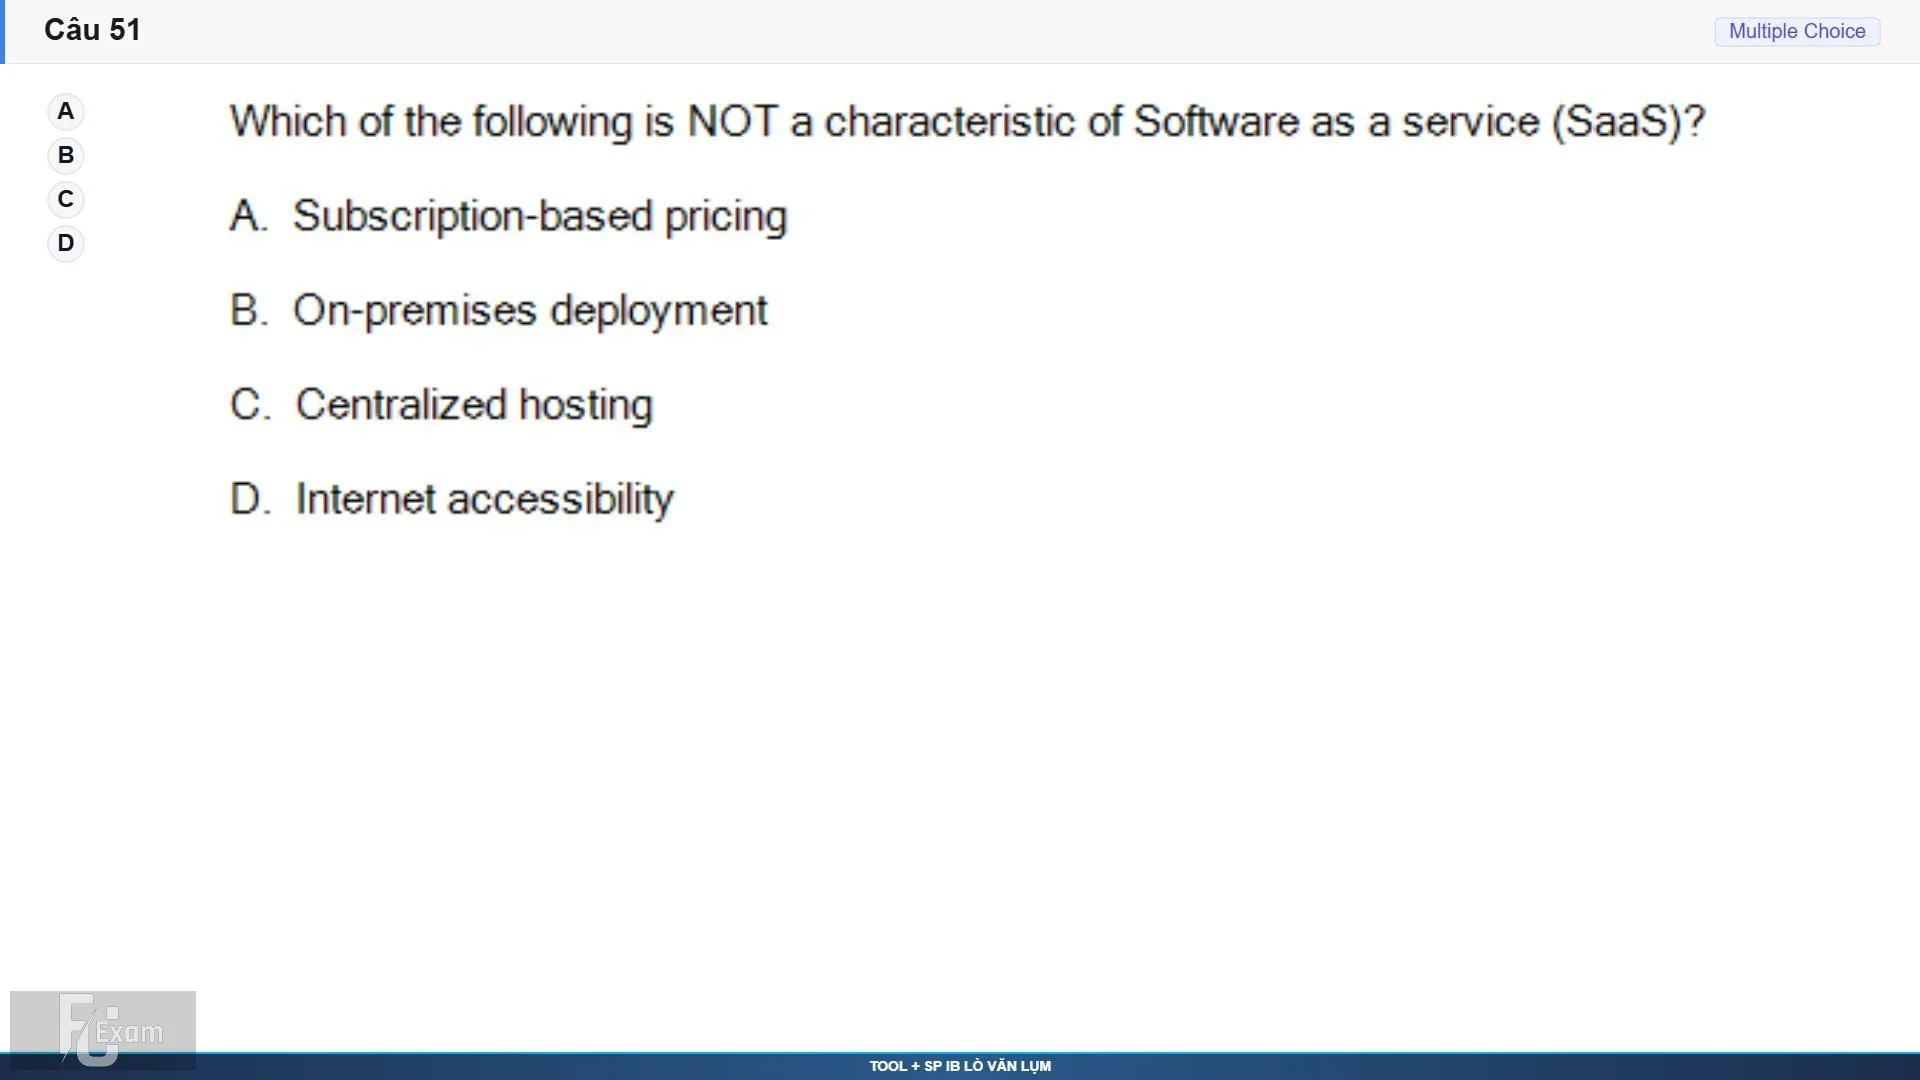 Câu 51
Multiple Choice
A
B
C
D
Which of the following is NOT a characteristic of Software as a service (SaaS)?
A. Subscription-based pricing
B. On-premises deployment
C. Centralized hosting
D. Internet accessibility
FU Exam
TOOL + SP IB LÒ VĂN LỤM